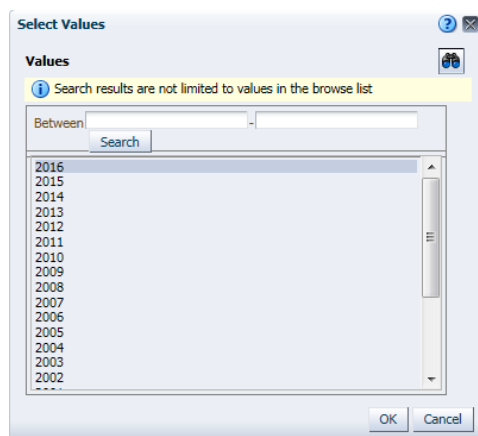 Select Values
Values
Search results are not limited to values in the browse list
Between -
Search
2016
2015
2014
2013
2012
2011
2010
2009
2008
2007
2006
2005
2004
2003
2002
OK Cancel